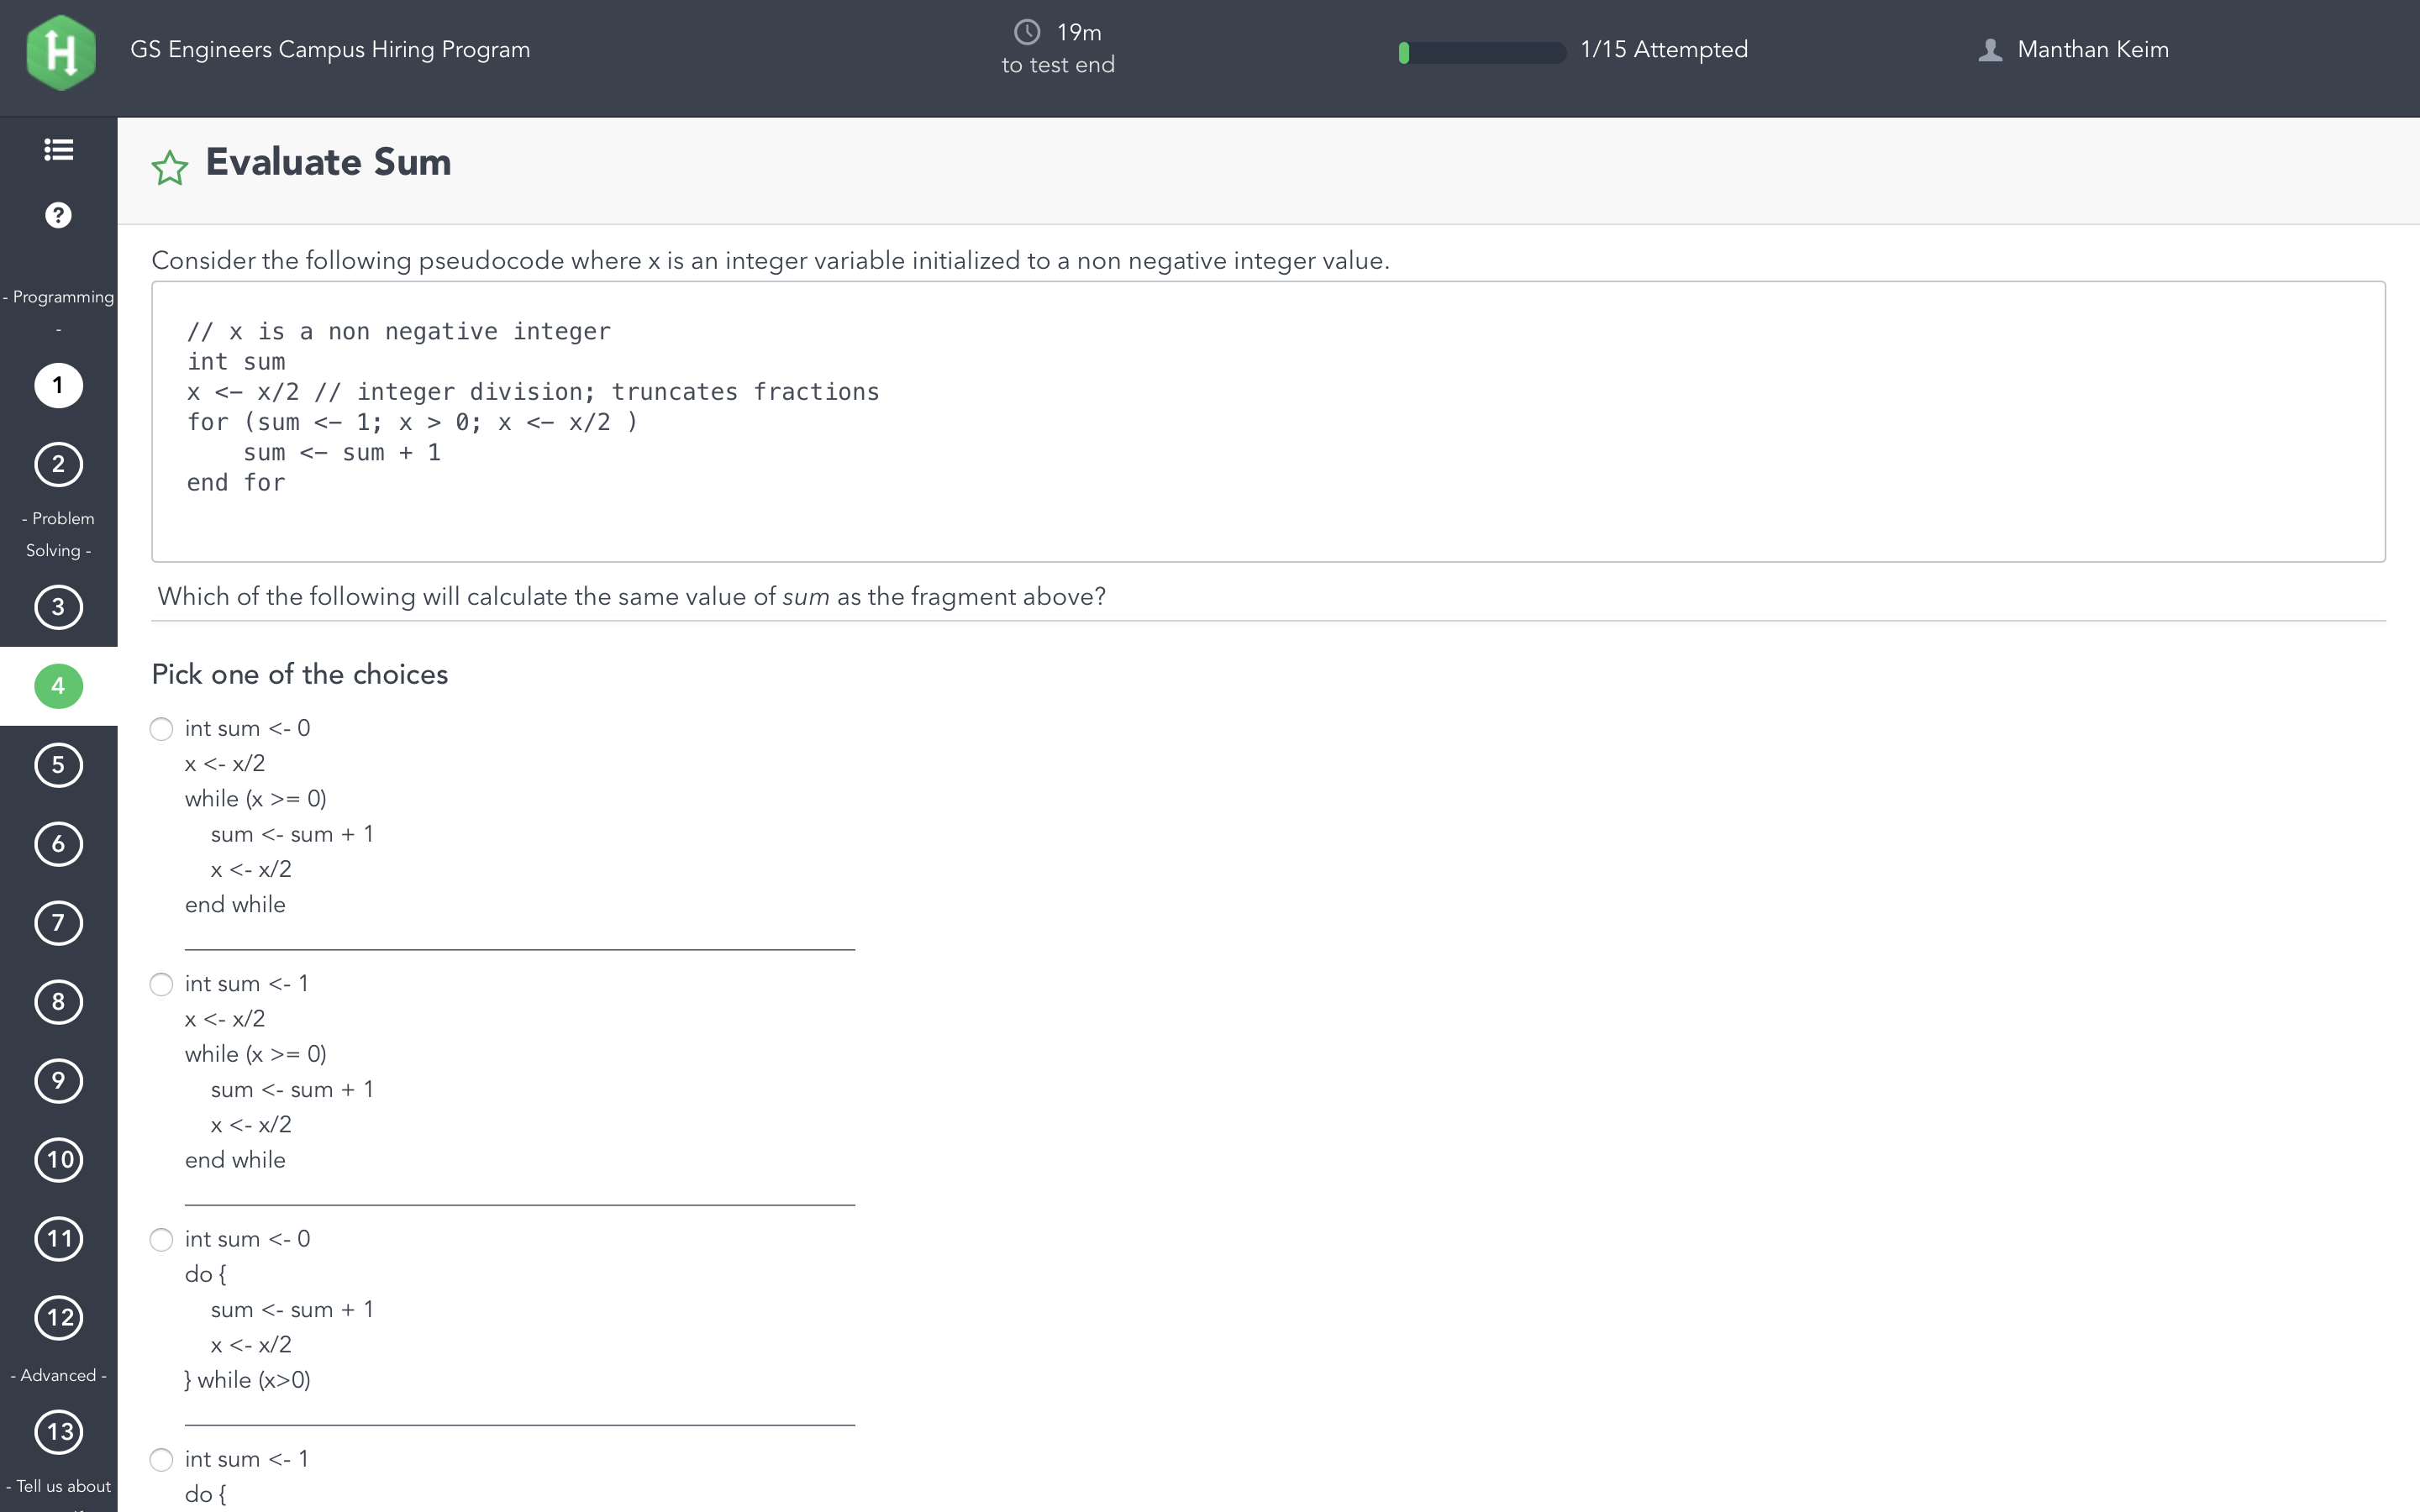 GS Engineers Campus Hiring Program
19m
to test end
1/15 Attempted
Manthan Keim
?
- Programming
-
1
2
- Problem
Solving -
3
4
5
6
7
8
9
10
11
12
- Advanced -
13
- Tell us about
Evaluate Sum
Consider the following pseudocode where x is an integer variable initialized to a non negative integer value.
// x is a non negative integer
int sum
x <- x/2 // integer division; truncates fractions
for (sum <- 1; x > 0; x <- x/2 )
    sum <- sum + 1
end for
Which of the following will calculate the same value of sum as the fragment above?
Pick one of the choices
int sum <- 0
x <- x/2
while (x >= 0)
    sum <- sum + 1
    x <- x/2
end while
int sum <- 1
x <- x/2
while (x >= 0)
    sum <- sum + 1
    x <- x/2
end while
int sum <- 0
do {
    sum <- sum + 1
    x <- x/2
} while (x>0)
int sum <- 1
do {